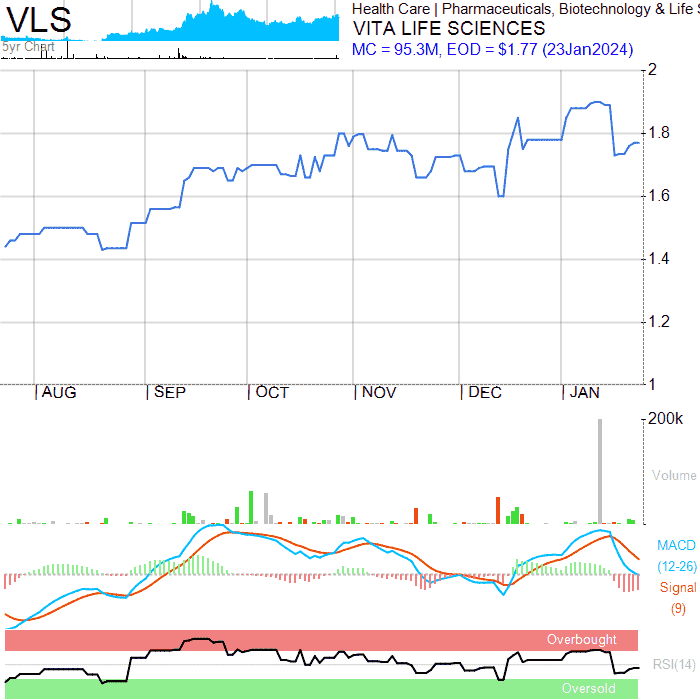 VLS
5yr Chart
Health Care | Pharmaceuticals, Biotechnology & Life S
VITA LIFE SCIENCES
MC = 95.3M, EOD = $1.77 (23Jan2024)
2
1.8
1.6
1.4
1.2
1
AUG SEP OCT NOV DEC JAN
200k
Volume
MACD
(12-26)
Signal
(9)
Overbought
RSI(14)
Oversold